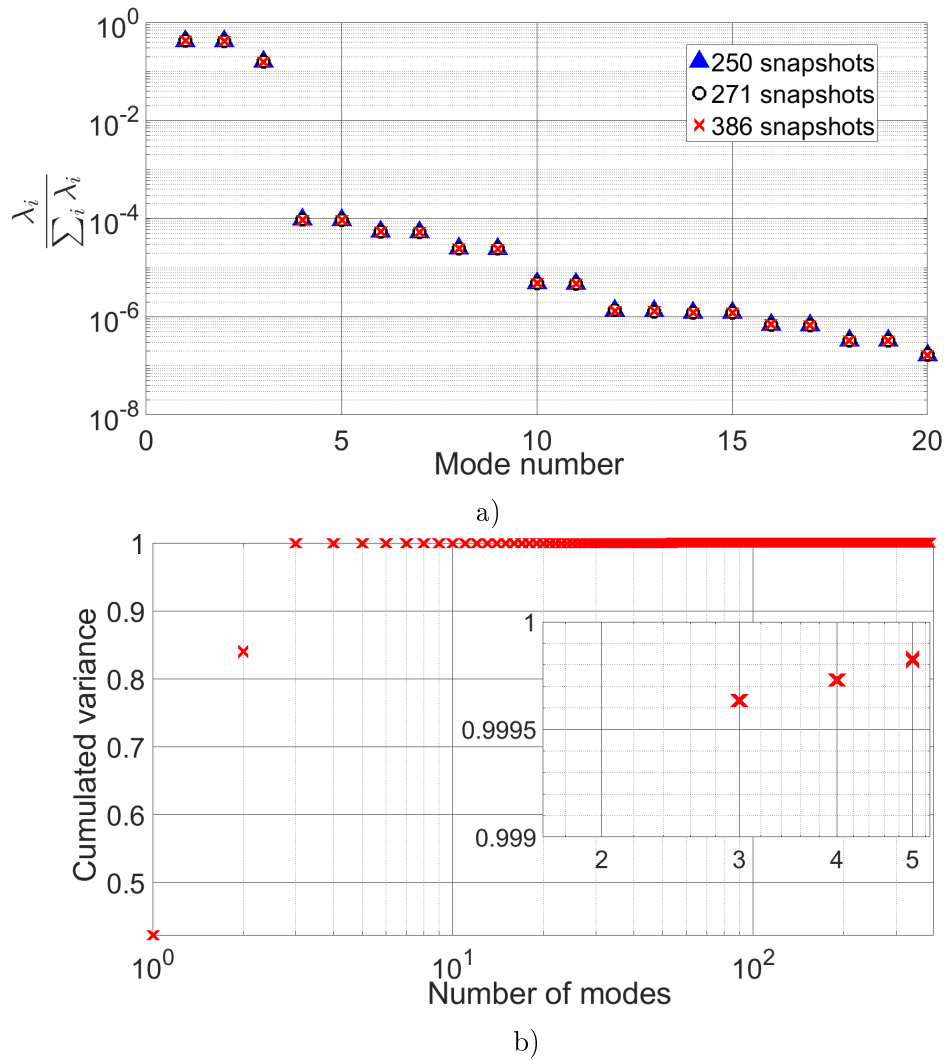 10^0
10^-2
10^-4
10^-6
10^-8
λ_i / ∑_i λ_i
250 snapshots
271 snapshots
386 snapshots
0 5 10 15 20
Mode number
a)
1
0.9
0.8
0.7
0.6
0.5
Cumulated variance
1
0.9995
0.999
2 3 4 5
10^0 10^1 10^2
Number of modes
b)